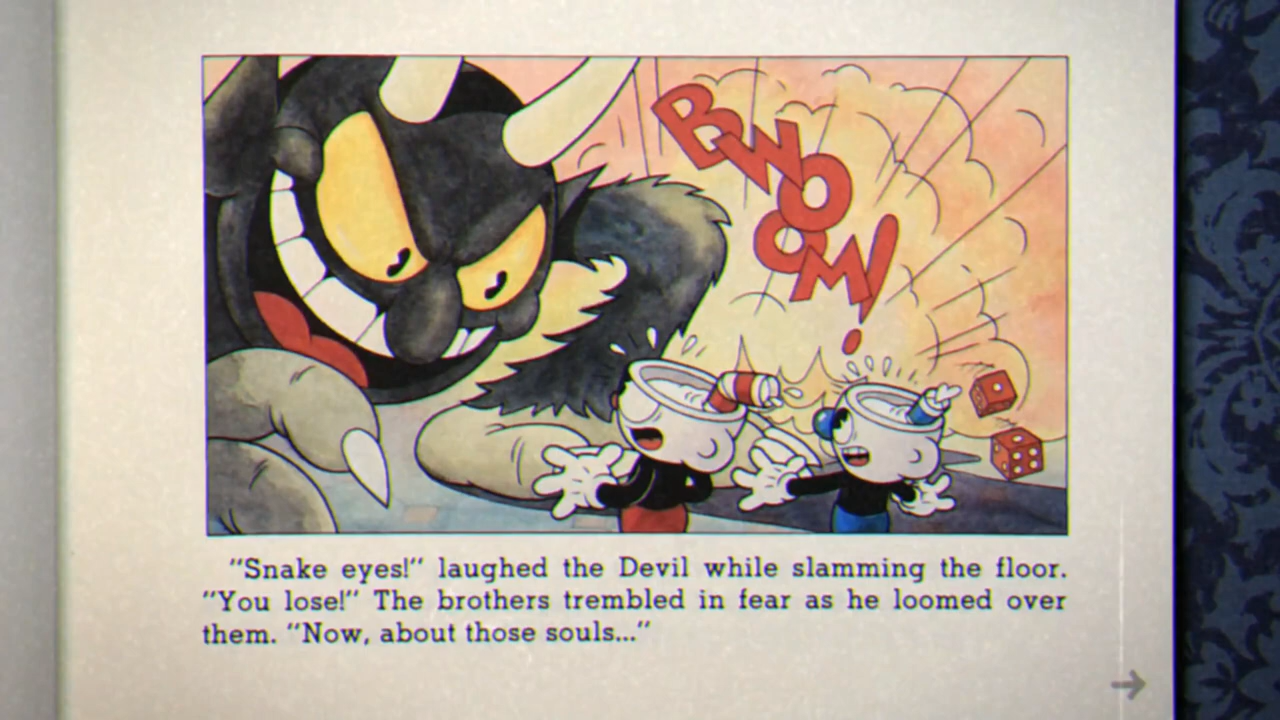 BWOOM!
"Snake eyes!" laughed the Devil while slamming the floor.
"You lose!" The brothers trembled in fear as he loomed over
them. "Now, about those souls..."